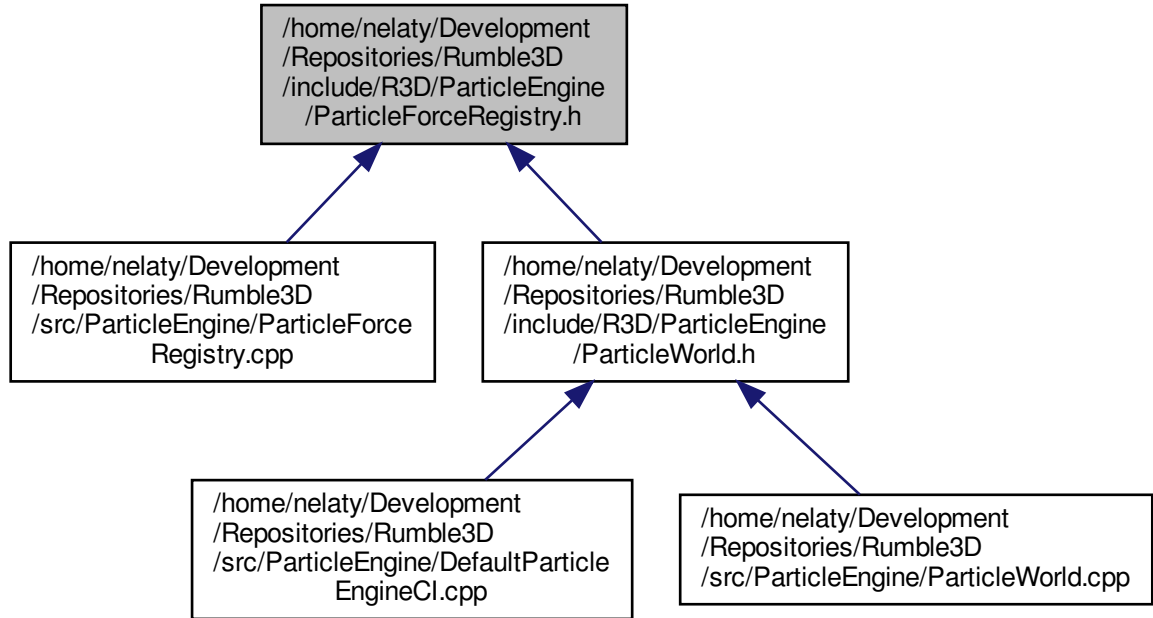 /home/nelaty/Development
/Repositories/Rumble3D
/include/R3D/ParticleEngine
/ParticleForceRegistry.h
/home/nelaty/Development
/Repositories/Rumble3D
/src/ParticleEngine/ParticleForce
Registry.cpp
/home/nelaty/Development
/Repositories/Rumble3D
/include/R3D/ParticleEngine
/ParticleWorld.h
/home/nelaty/Development
/Repositories/Rumble3D
/src/ParticleEngine/DefaultParticle
EngineCI.cpp
/home/nelaty/Development
/Repositories/Rumble3D
/src/ParticleEngine/ParticleWorld.cpp